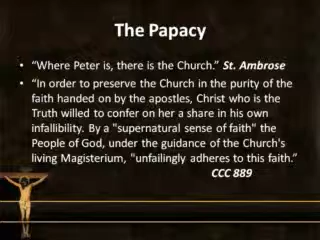 The Papacy
• “Where Peter is, there is the Church.” St. Ambrose
• “In order to preserve the Church in the purity of the
faith handed on by the apostles, Christ who is the
Truth willed to confer on her a share in his own
infallibility. By a "supernatural sense of faith" the
People of God, under the guidance of the Church's
living Magisterium, "unfailingly adheres to this faith.”
CCC 889